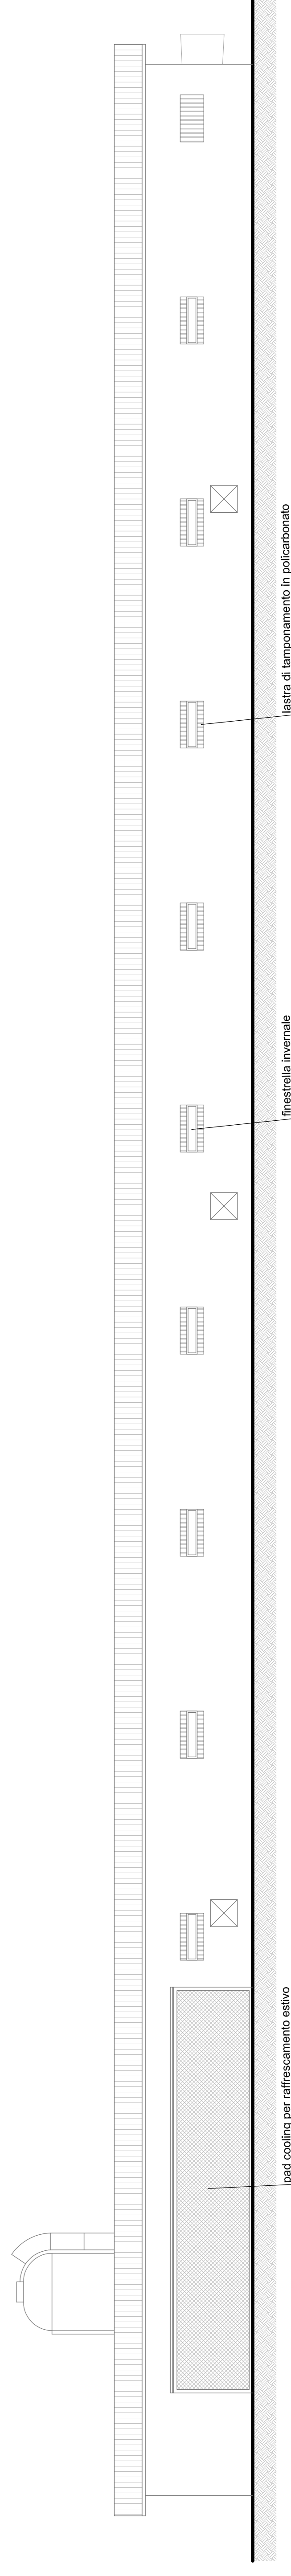 pad cooling per raffrescamento estivo
finestrella invernale
lastra di tamponamento in policarbonato